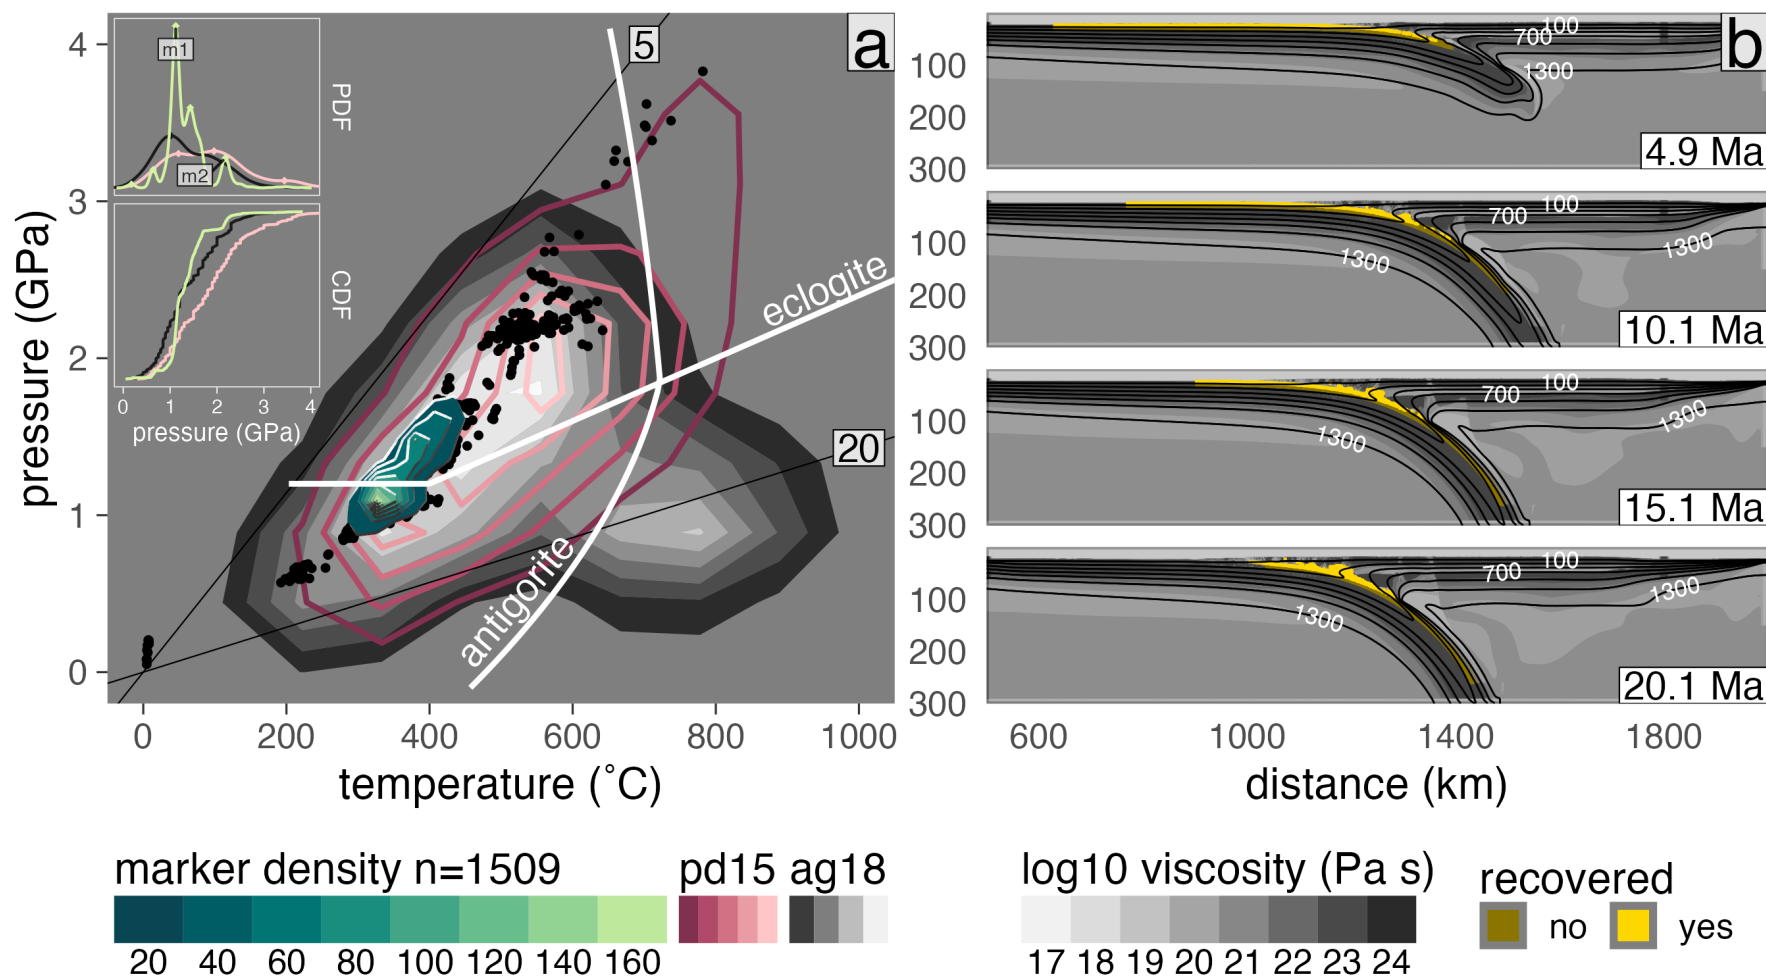 a
5
m1
m2
PDF
CDF
0 1 2 3 4
pressure (GPa)
eclogite
20
antigorite
4
3
2
1
0
pressure (GPa)
0 200 400 600 800 1000
temperature (˚C)
b
100
700
1300
100
200
300
4.9 Ma
100
700
1300
1300
100
200
300
10.1 Ma
100
700
1300
1300
100
200
300
15.1 Ma
100
700
1300
1300
100
200
300
20.1 Ma
600 1000 1400 1800
distance (km)
marker density n=1509
20 40 60 80 100 120 140 160
pd15 ag18
log10 viscosity (Pa s)
17 18 19 20 21 22 23 24
recovered
no yes